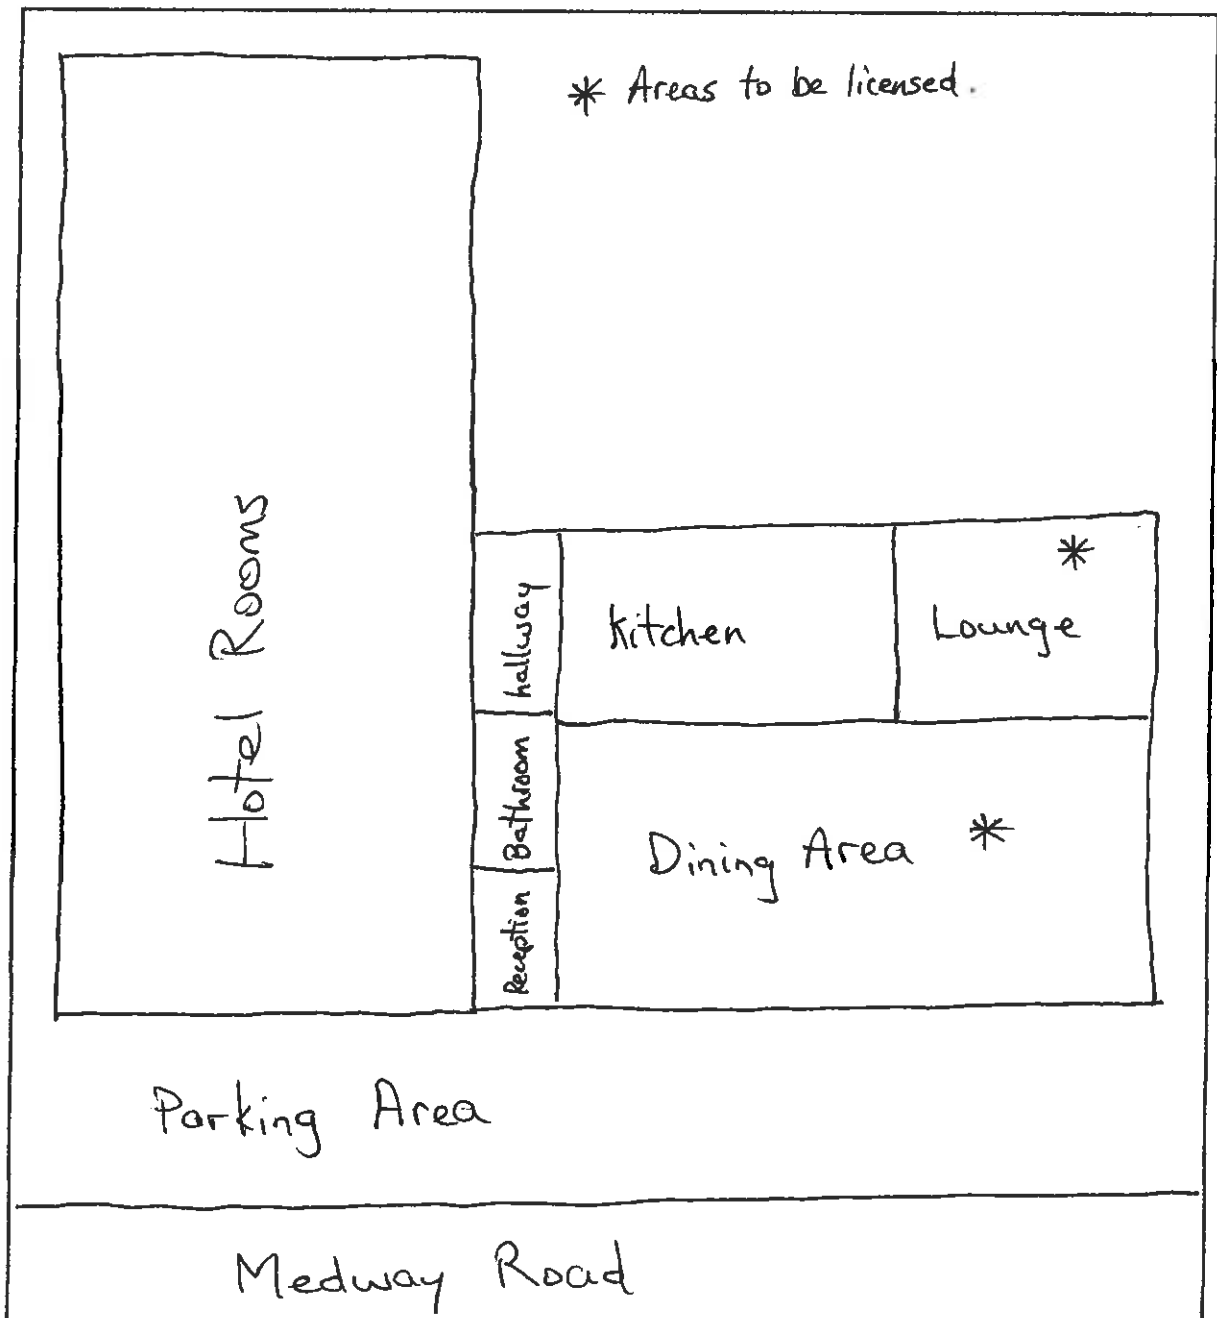 * Areas to be licensed.
Hotel Rooms
hallway
Kitchen
Lounge *
Bathroom
Dining Area *
Reception
Parking Area
Medway Road